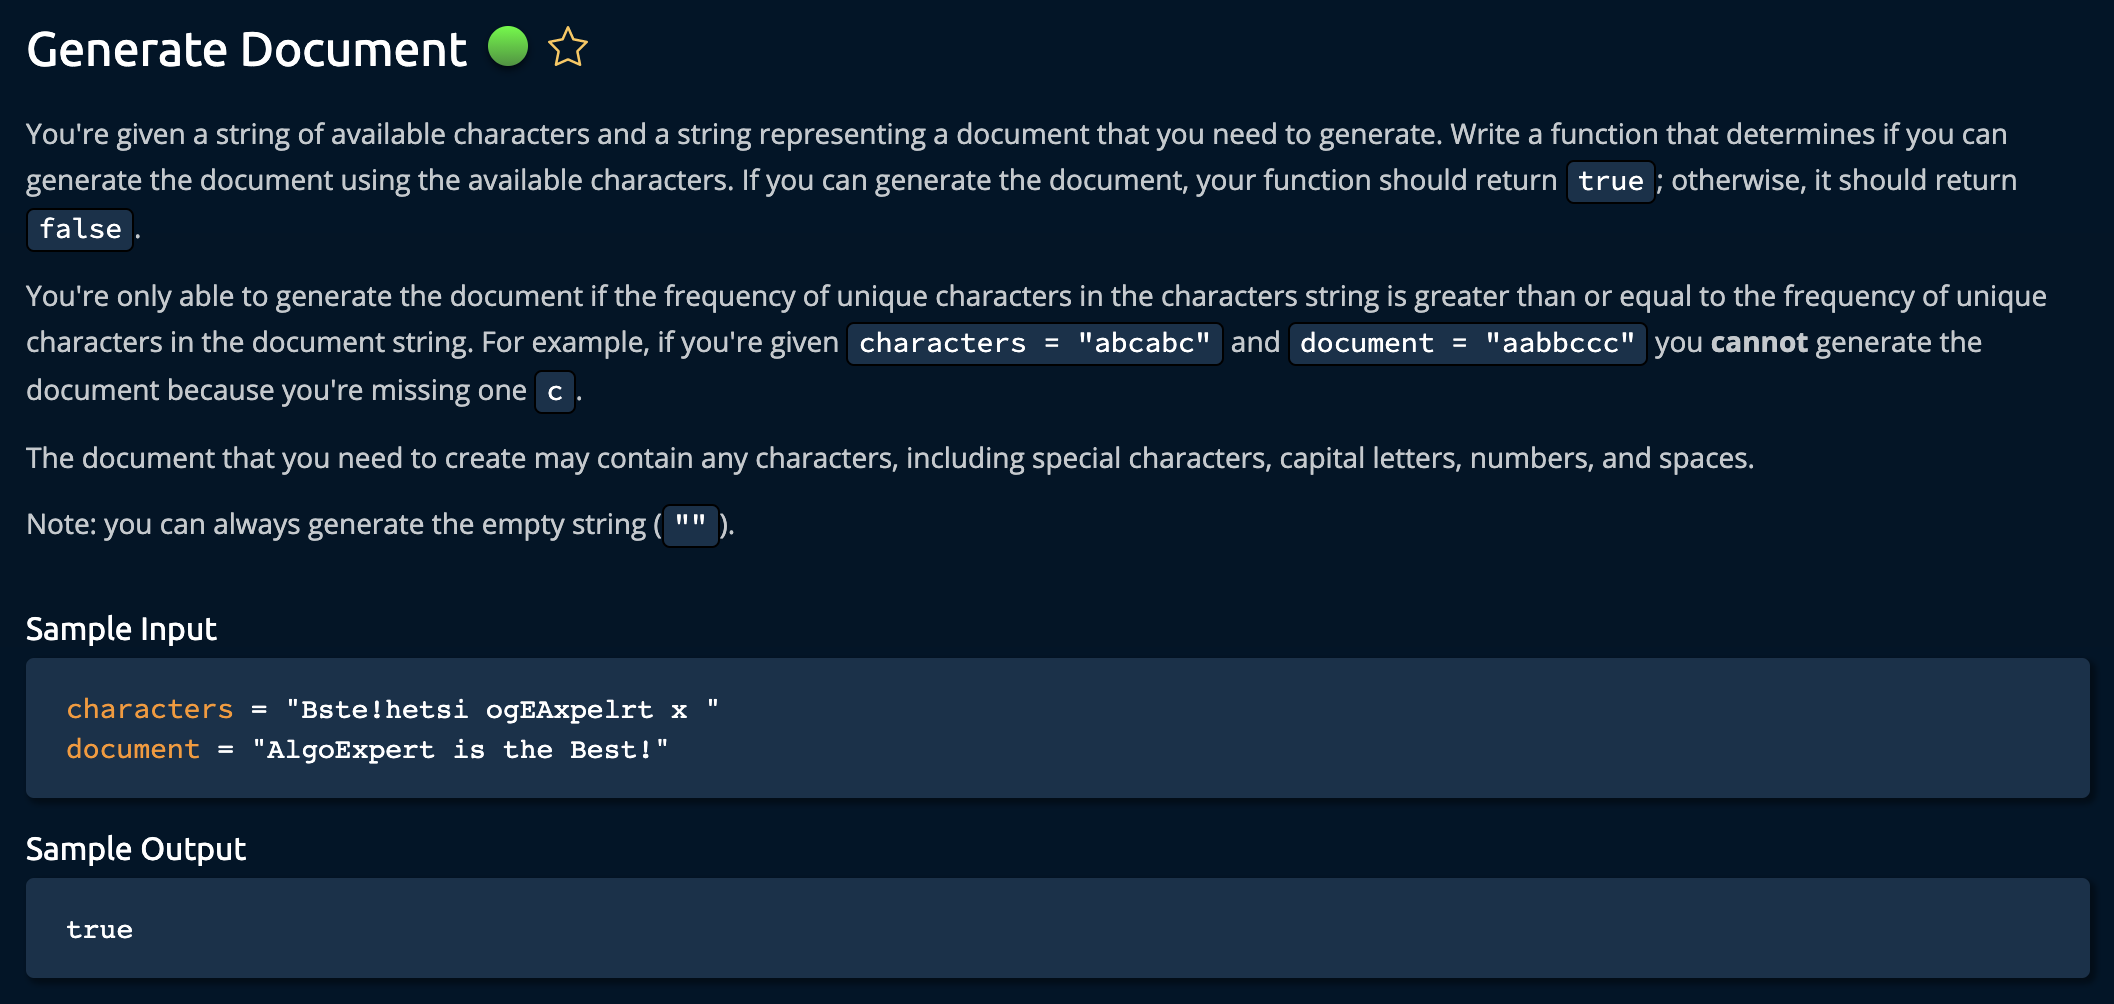 Generate Document
You're given a string of available characters and a string representing a document that you need to generate. Write a function that determines if you can
generate the document using the available characters. If you can generate the document, your function should return true; otherwise, it should return
false.
You're only able to generate the document if the frequency of unique characters in the characters string is greater than or equal to the frequency of unique
characters in the document string. For example, if you're given characters = "abcabc" and document = "aabbccc" you cannot generate the
document because you're missing one c.
The document that you need to create may contain any characters, including special characters, capital letters, numbers, and spaces.
Note: you can always generate the empty string ("").
Sample Input
characters = "Bste!hetsi ogEAxpelrt x "
document = "AlgoExpert is the Best!"
Sample Output
true